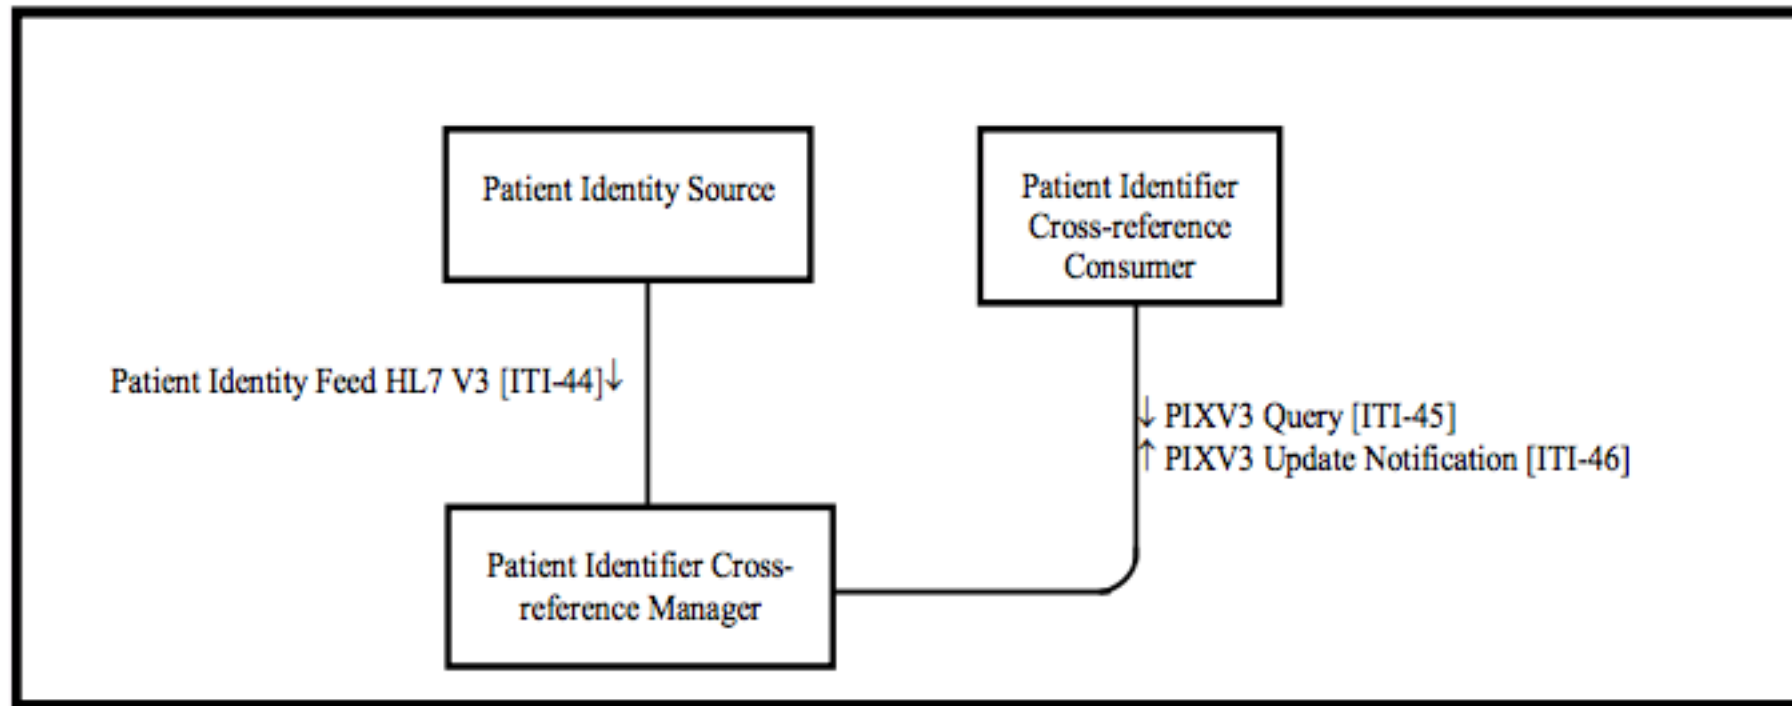 Patient Identity Source
Patient Identifier
Cross-reference
Consumer
Patient Identity Feed HL7 V3 [ITI-44]↓
↓ PIXV3 Query [ITI-45]
↑ PIXV3 Update Notification [ITI-46]
Patient Identifier Cross-
reference Manager